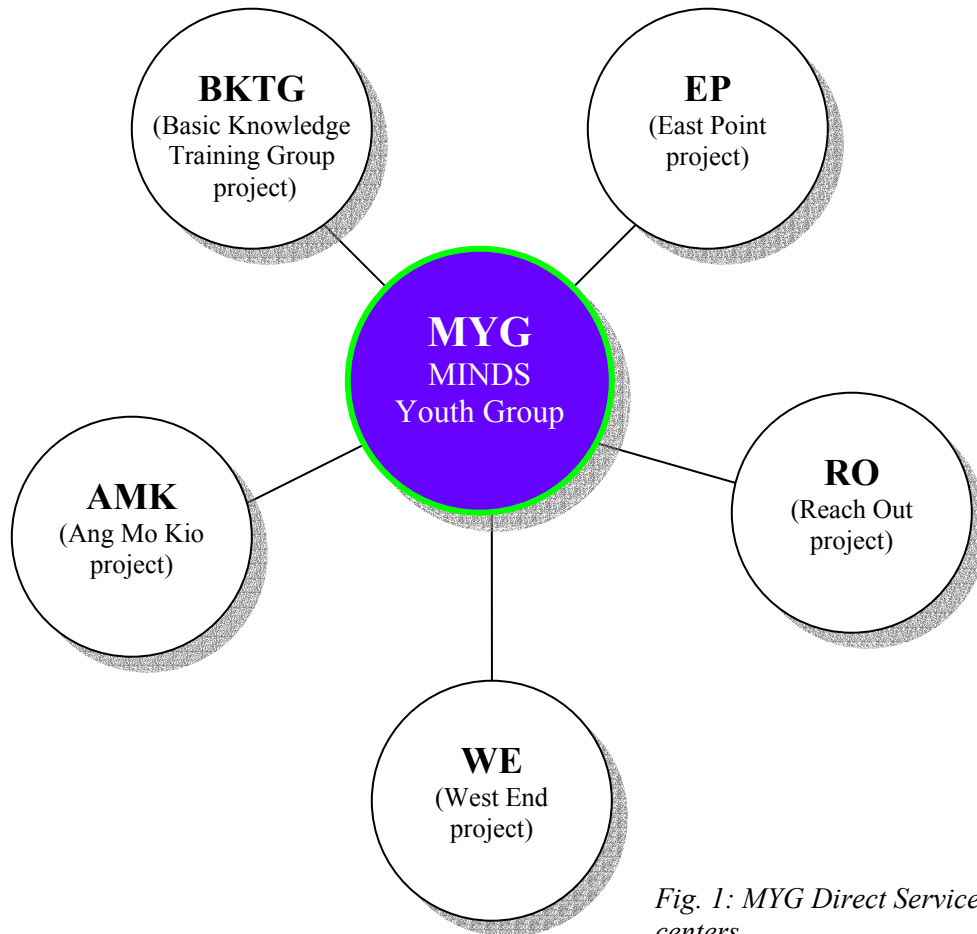 BKTG
(Basic Knowledge
Training Group
project)
EP
(East Point
project)
MYG
MINDS
Youth Group
AMK
(Ang Mo Kio
project)
RO
(Reach Out
project)
WE
(West End
project)
Fig. 1: MYG Direct Service
centers